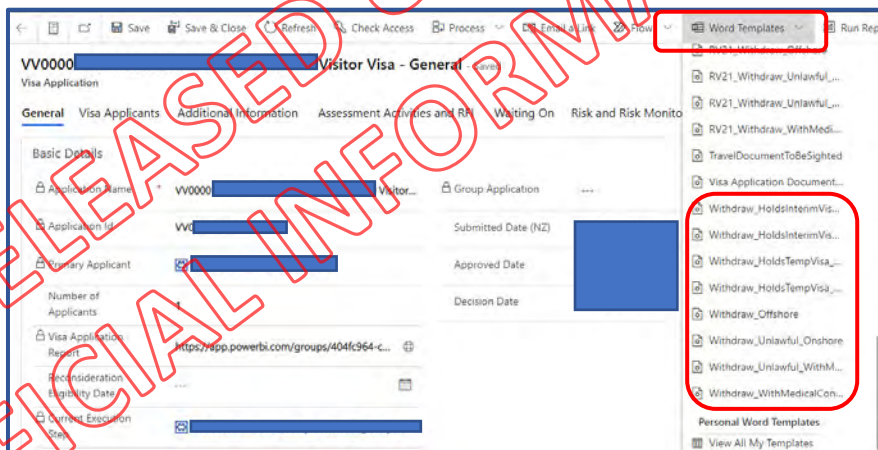 Save Save & Close Refresh Check Access Process Email a Link Flow Word Templates Run Rep
VV0000 Visitor Visa - General - Saved
Visa Application
General Visa Applicants Additional Information Assessment Activities and RFI Waiting On Risk and Risk Monito
Basic Details
Application Name * VV0000 Visitor... Group Application ---
Application Id VV0 Submitted Date (NZ)
Primary Applicant Approved Date
Number of Applicants 1 Decision Date
Visa Application Report https://app.powerbi.com/groups/404fc964-c...
Reconsideration Eligibility Date ---
Current Execution Step
RV21_Withdraw_Offshore
RV21_Withdraw_Unlawful_...
RV21_Withdraw_Unlawful_...
RV21_Withdraw_WithMedi...
TravelDocumentToBeSighted
Visa Application Document...
Withdraw_HoldsInterimVis...
Withdraw_HoldsInterimVis...
Withdraw_HoldsTempVisa_...
Withdraw_HoldsTempVisa_...
Withdraw_Offshore
Withdraw_Unlawful_Onshore
Withdraw_Unlawful_WithM...
Withdraw_WithMedicalCon...
Personal Word Templates
View All My Templates
RELEASED
OFFICIAL INFORMA